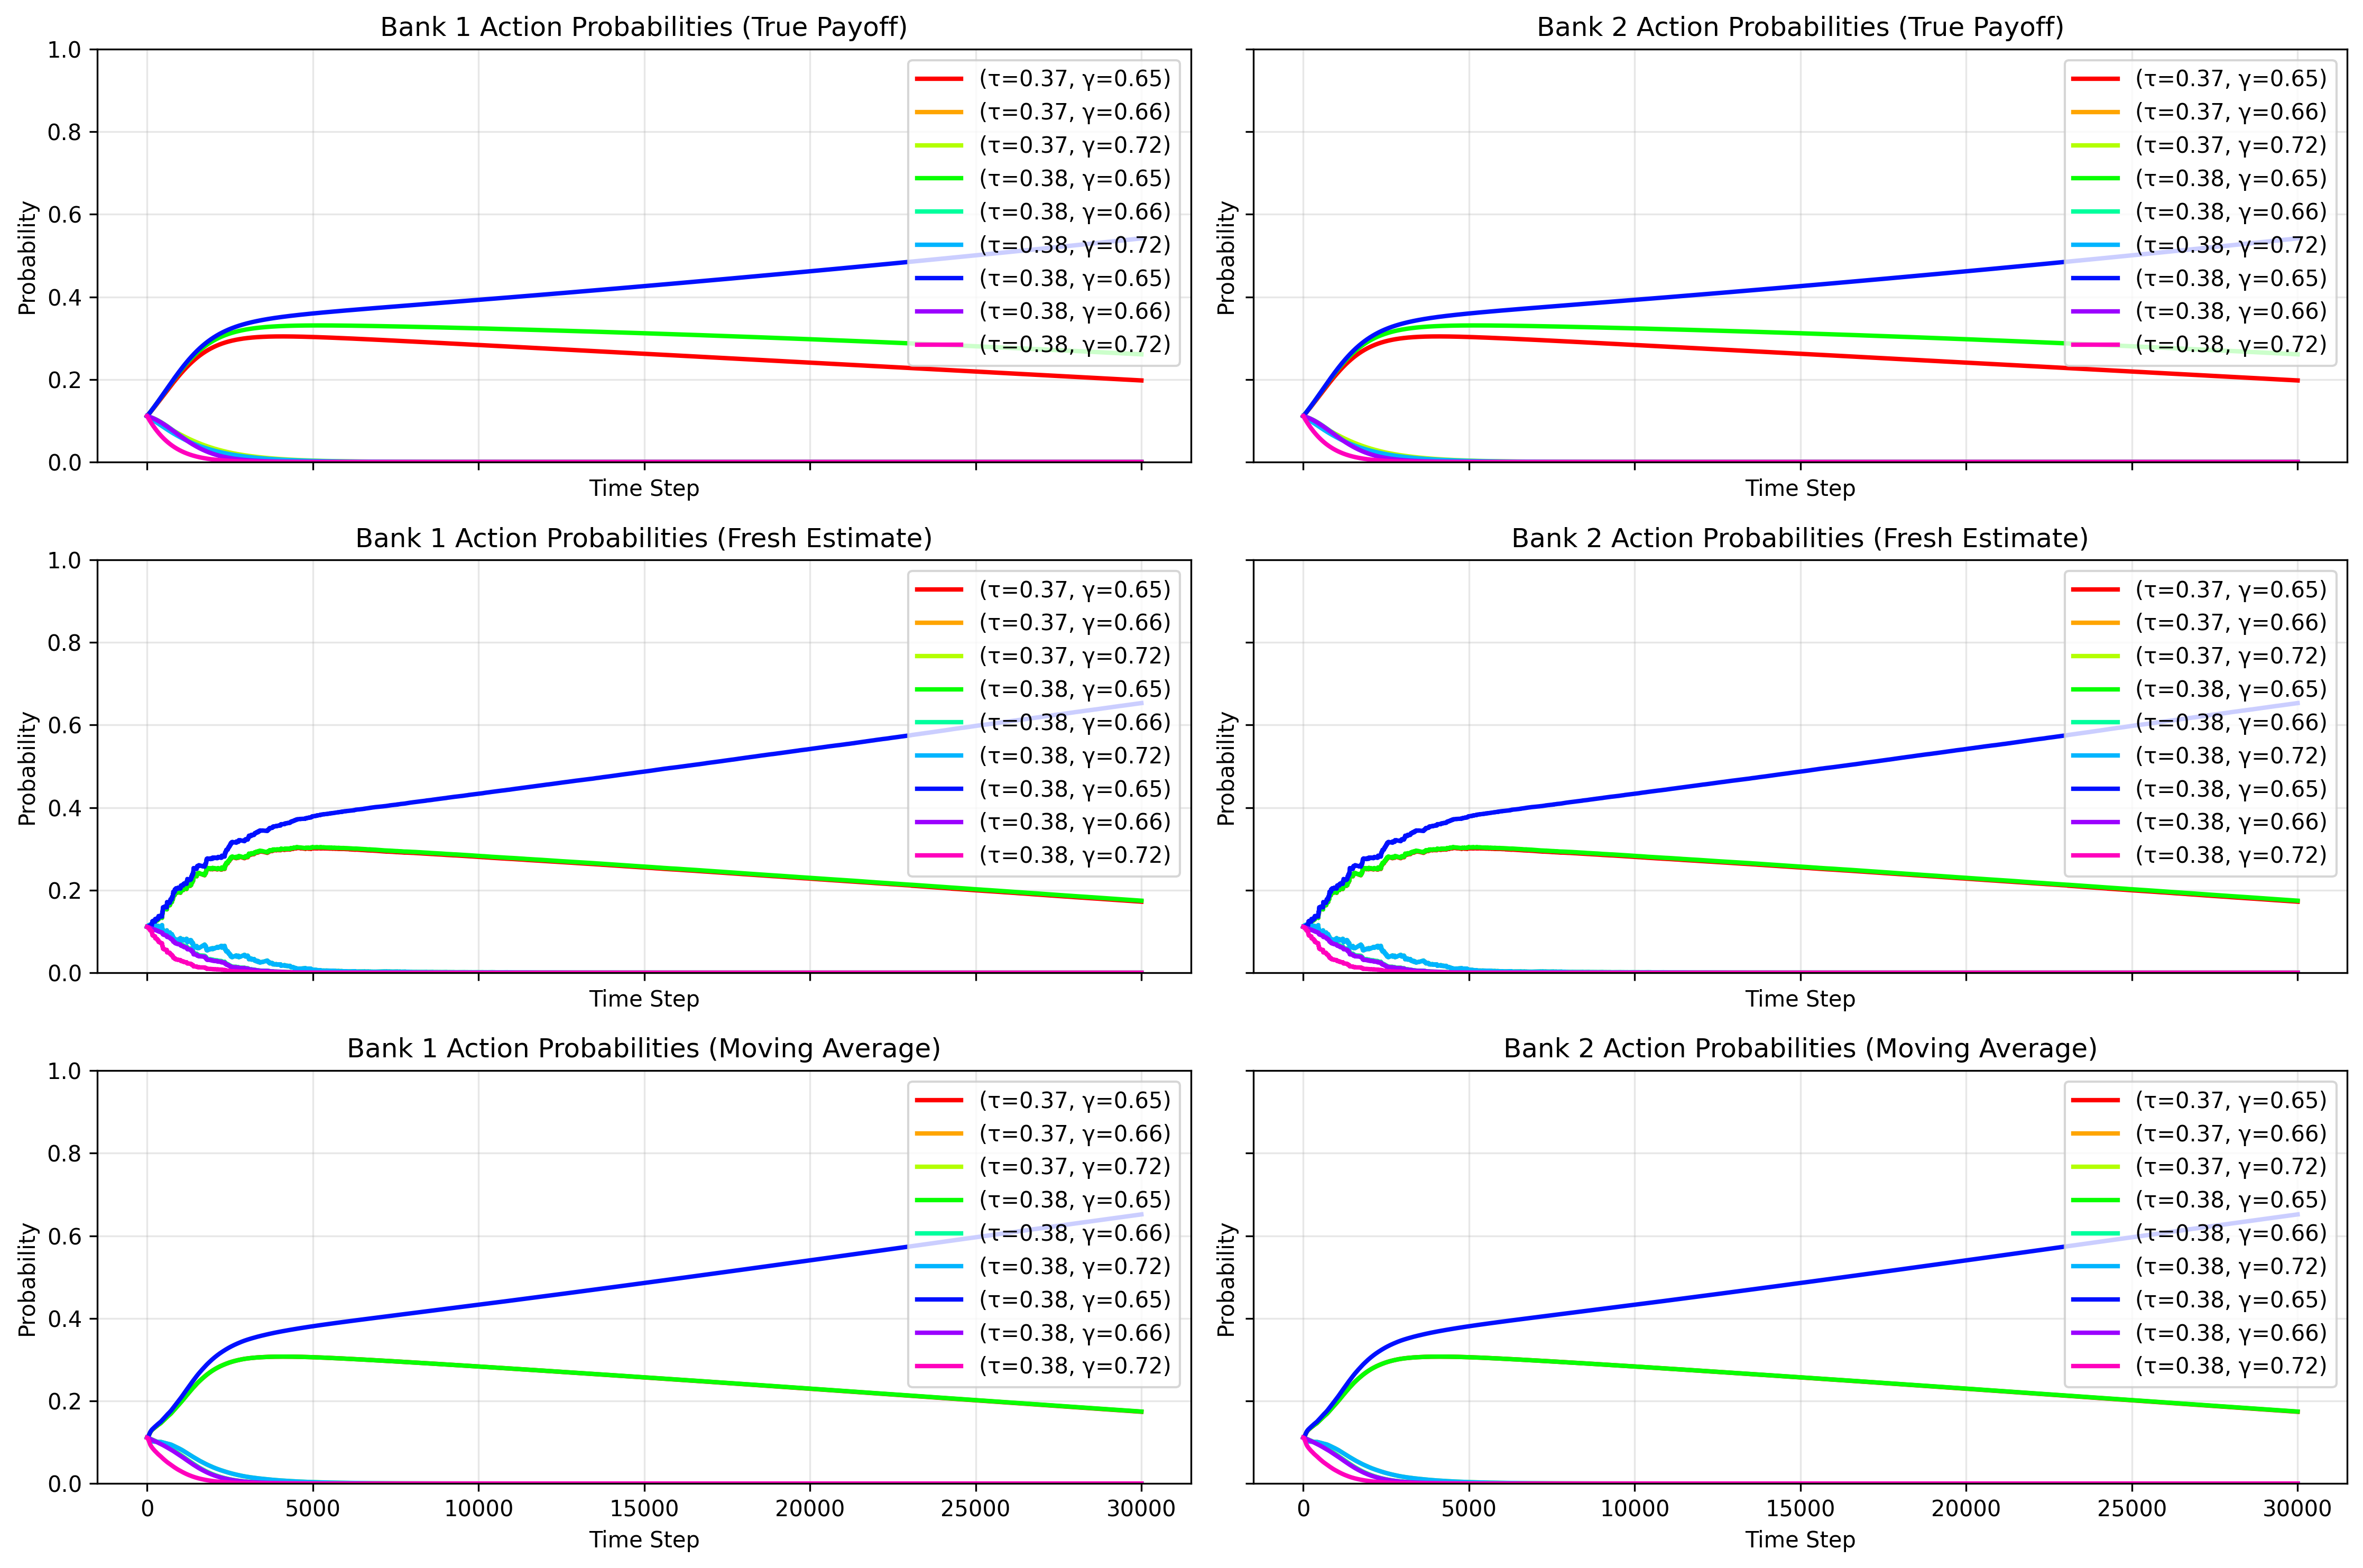 Bank 1 Action Probabilities (True Payoff)
1.0
0.8
0.6
0.4
0.2
0.0
Probability
Time Step
(τ=0.37, γ=0.65)
(τ=0.37, γ=0.66)
(τ=0.37, γ=0.72)
(τ=0.38, γ=0.65)
(τ=0.38, γ=0.66)
(τ=0.38, γ=0.72)
(τ=0.38, γ=0.65)
(τ=0.38, γ=0.66)
(τ=0.38, γ=0.72)
Bank 2 Action Probabilities (True Payoff)
Probability
Time Step
(τ=0.37, γ=0.65)
(τ=0.37, γ=0.66)
(τ=0.37, γ=0.72)
(τ=0.38, γ=0.65)
(τ=0.38, γ=0.66)
(τ=0.38, γ=0.72)
(τ=0.38, γ=0.65)
(τ=0.38, γ=0.66)
(τ=0.38, γ=0.72)
Bank 1 Action Probabilities (Fresh Estimate)
1.0
0.8
0.6
0.4
0.2
0.0
Probability
Time Step
(τ=0.37, γ=0.65)
(τ=0.37, γ=0.66)
(τ=0.37, γ=0.72)
(τ=0.38, γ=0.65)
(τ=0.38, γ=0.66)
(τ=0.38, γ=0.72)
(τ=0.38, γ=0.65)
(τ=0.38, γ=0.66)
(τ=0.38, γ=0.72)
Bank 2 Action Probabilities (Fresh Estimate)
Probability
Time Step
(τ=0.37, γ=0.65)
(τ=0.37, γ=0.66)
(τ=0.37, γ=0.72)
(τ=0.38, γ=0.65)
(τ=0.38, γ=0.66)
(τ=0.38, γ=0.72)
(τ=0.38, γ=0.65)
(τ=0.38, γ=0.66)
(τ=0.38, γ=0.72)
Bank 1 Action Probabilities (Moving Average)
1.0
0.8
0.6
0.4
0.2
0.0
Probability
0 5000 10000 15000 20000 25000 30000
Time Step
(τ=0.37, γ=0.65)
(τ=0.37, γ=0.66)
(τ=0.37, γ=0.72)
(τ=0.38, γ=0.65)
(τ=0.38, γ=0.66)
(τ=0.38, γ=0.72)
(τ=0.38, γ=0.65)
(τ=0.38, γ=0.66)
(τ=0.38, γ=0.72)
Bank 2 Action Probabilities (Moving Average)
Probability
0 5000 10000 15000 20000 25000 30000
Time Step
(τ=0.37, γ=0.65)
(τ=0.37, γ=0.66)
(τ=0.37, γ=0.72)
(τ=0.38, γ=0.65)
(τ=0.38, γ=0.66)
(τ=0.38, γ=0.72)
(τ=0.38, γ=0.65)
(τ=0.38, γ=0.66)
(τ=0.38, γ=0.72)